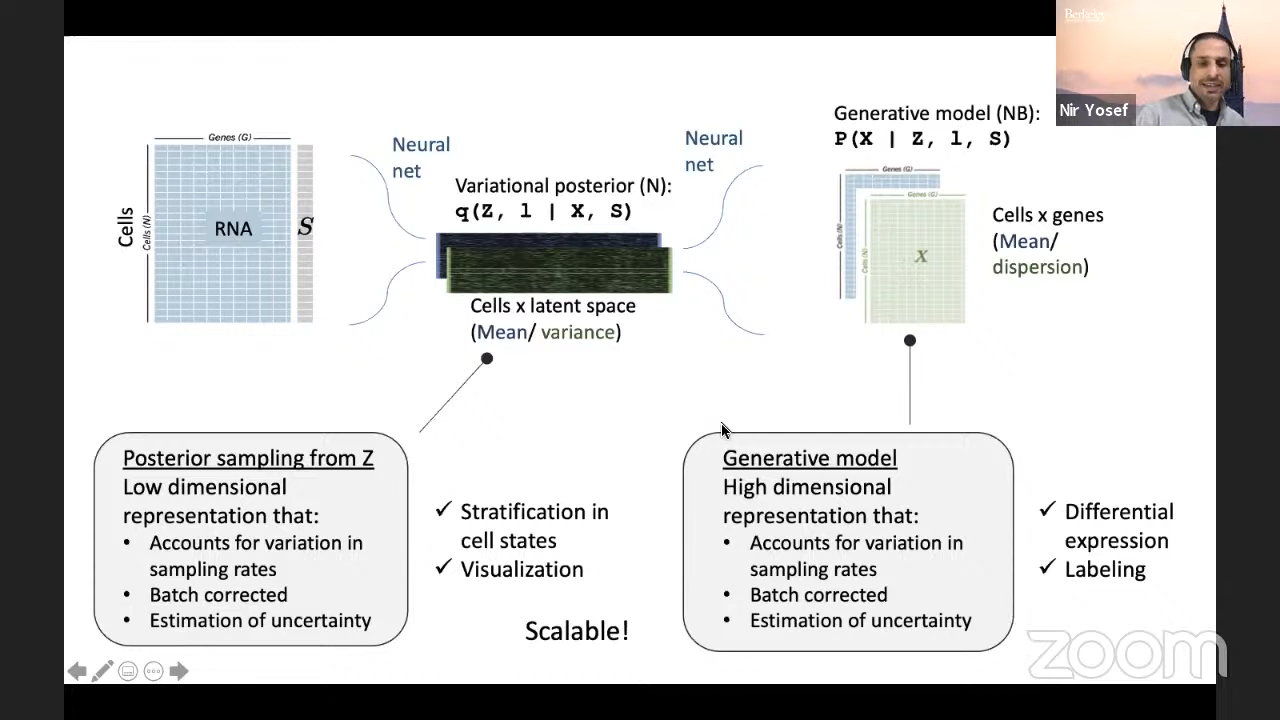 Berkeley
Nir Yosef
Genes (G)
Cells
Cells (N)
RNA
S
Neural
net
Variational posterior (N):
q(Z, l | X, S)
Cells x latent space
(Mean/ variance)
Neural
net
Generative model (NB):
P(X | Z, l, S)
Genes (G)
Genes (G)
Cells (N)
Cells (N)
X
Cells x genes
(Mean/
dispersion)
Posterior sampling from Z
Low dimensional
representation that:
• Accounts for variation in
sampling rates
• Batch corrected
• Estimation of uncertainty
✓ Stratification in
cell states
✓ Visualization
Scalable!
Generative model
High dimensional
representation that:
• Accounts for variation in
sampling rates
• Batch corrected
• Estimation of uncertainty
✓ Differential
expression
✓ Labeling
zoom